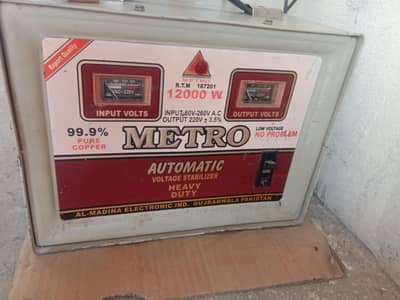 Export Quality
METRO
R.T.M 187201
12000 W
INPUT VOLTS
OUTPUT VOLTS
INPUT.80V-260V A.C
OUTPUT 220V ± 3.5%
99.9%
PURE
COPPER
METRO
LOW VOLTAGE
NO PROBLEM
AUTOMATIC
VOLTAGE STABILIZER
HEAVY
DUTY
AL-MADINA ELECTRONIC IND. GUJRANWALA PAKISTAN